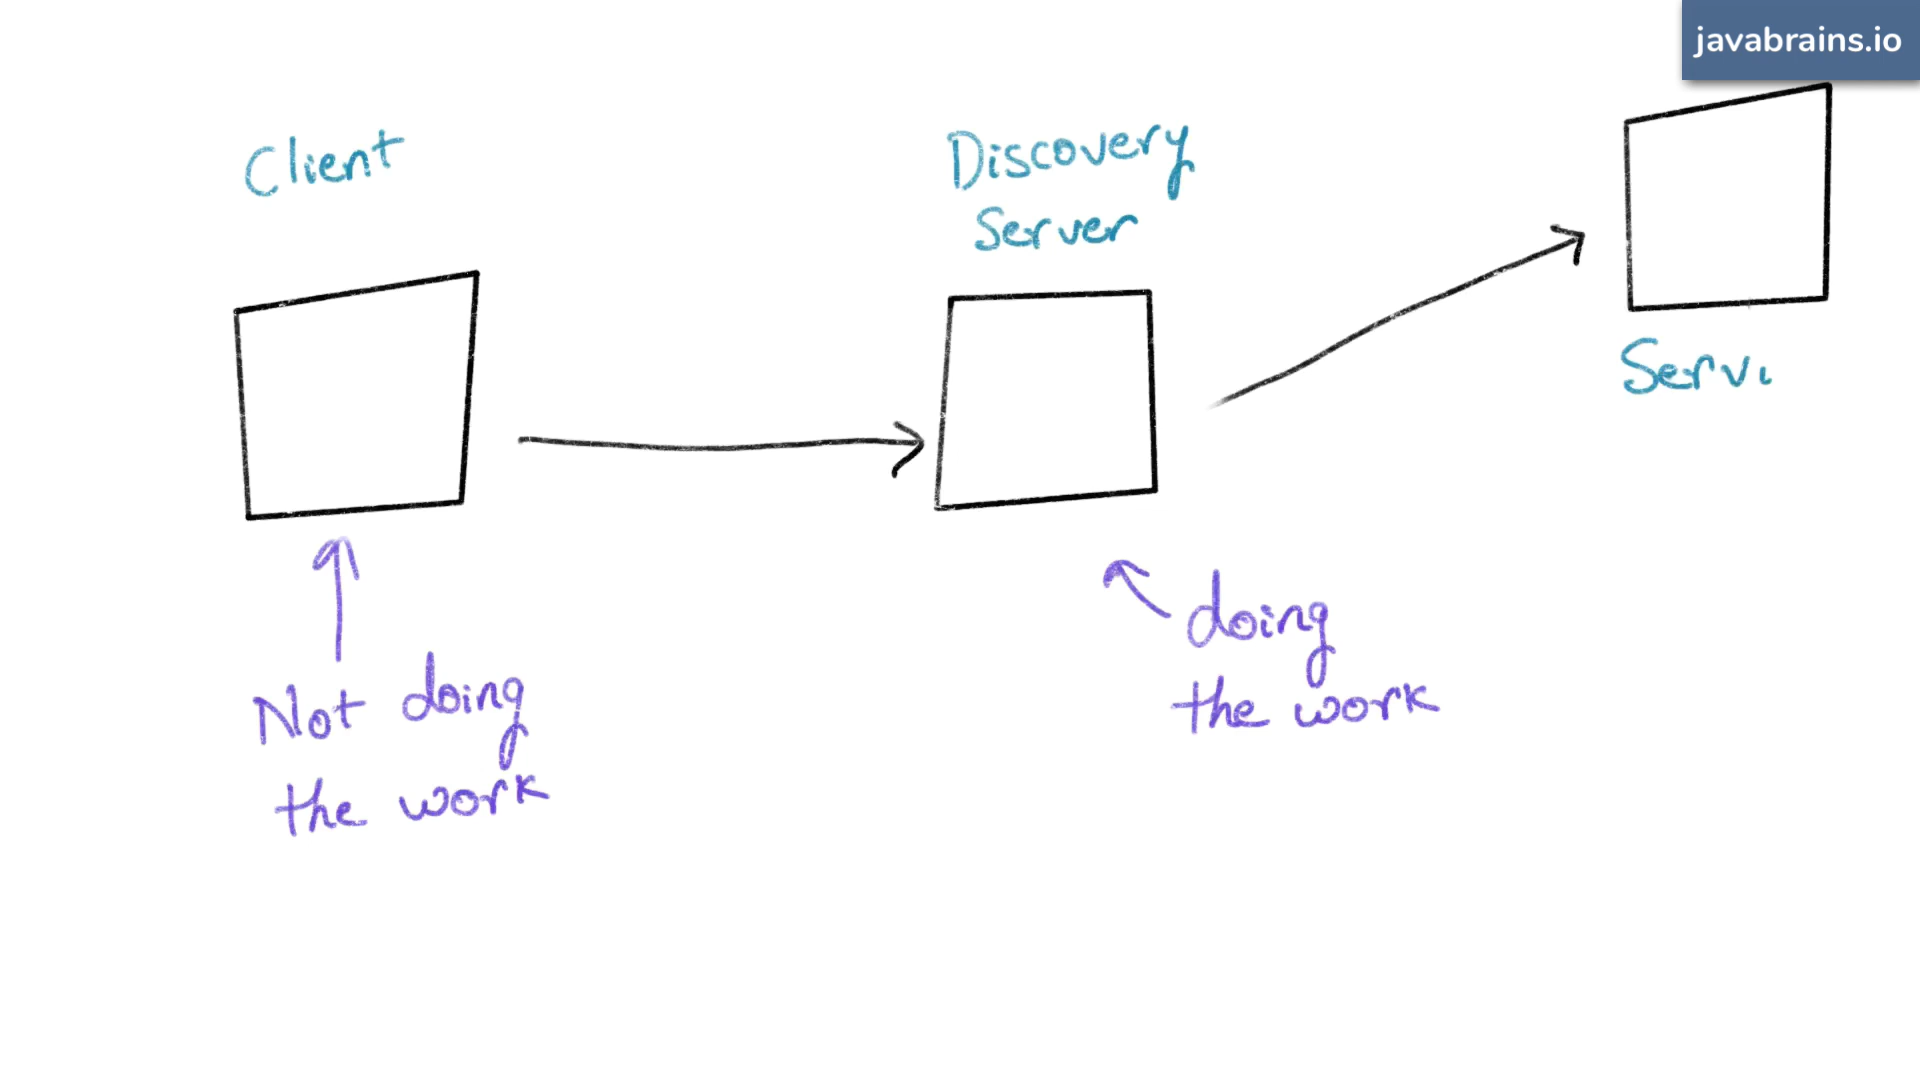 javabrains.io
Client
Discovery
Server
Servi
Not doing
the work
doing
the work